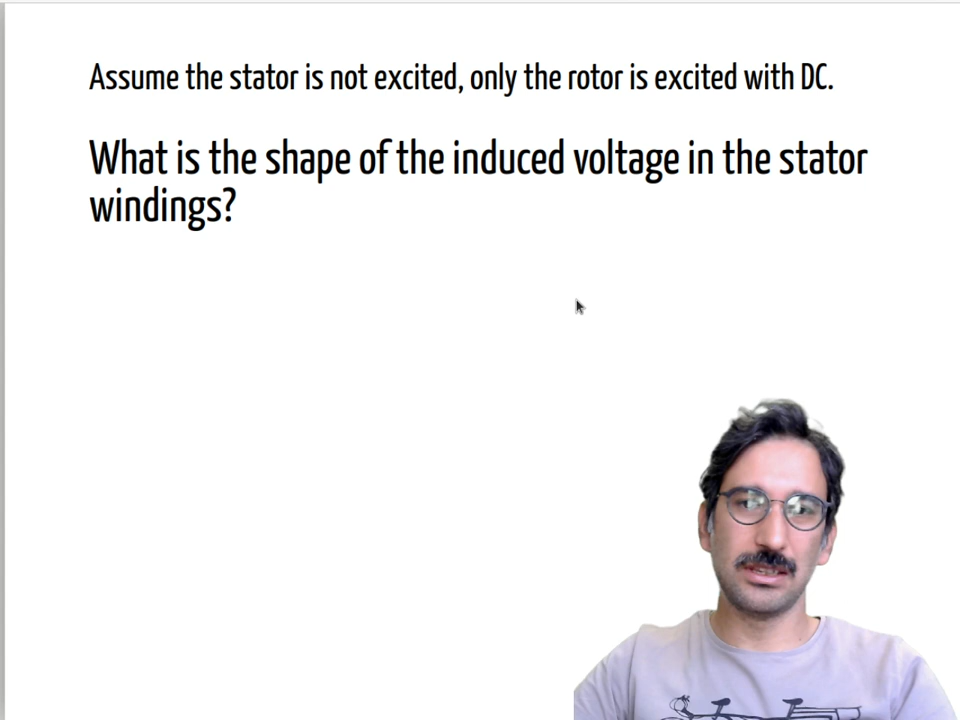 Assume the stator is not excited, only the rotor is excited with DC.
What is the shape of the induced voltage in the stator
windings?